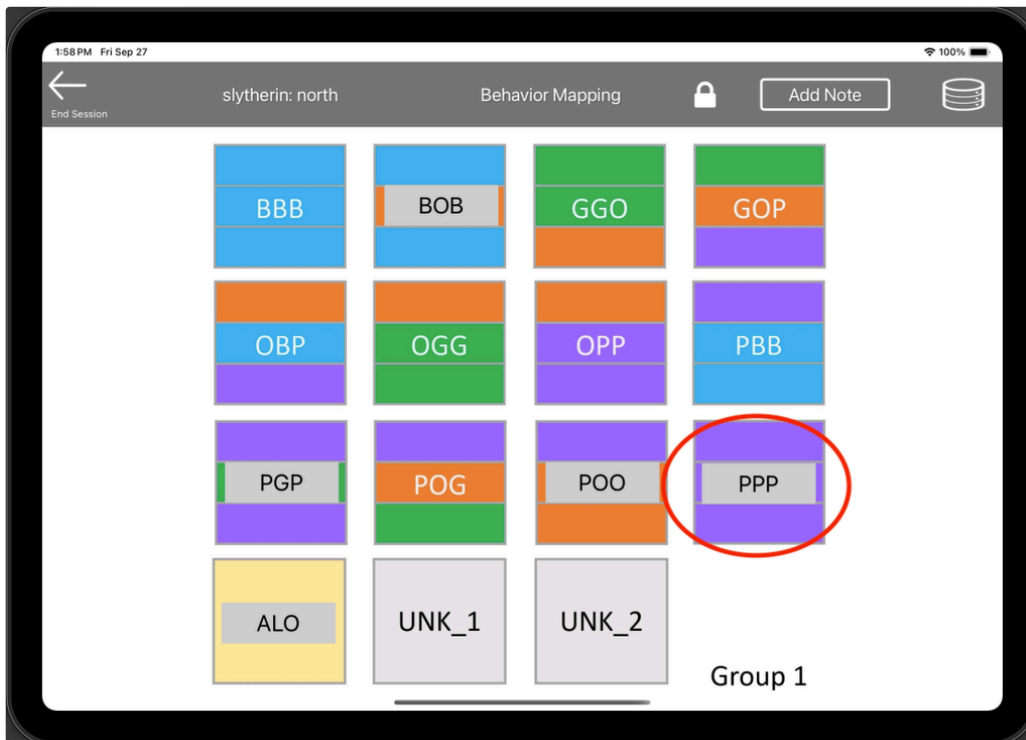 1:58 PM Fri Sep 27
100%
End Session
slytherin: north
Behavior Mapping
Add Note
BBB
BOB
GGO
GOP
OBP
OGG
OPP
PBB
PGP
POG
POO
PPP
ALO
UNK_1
UNK_2
Group 1